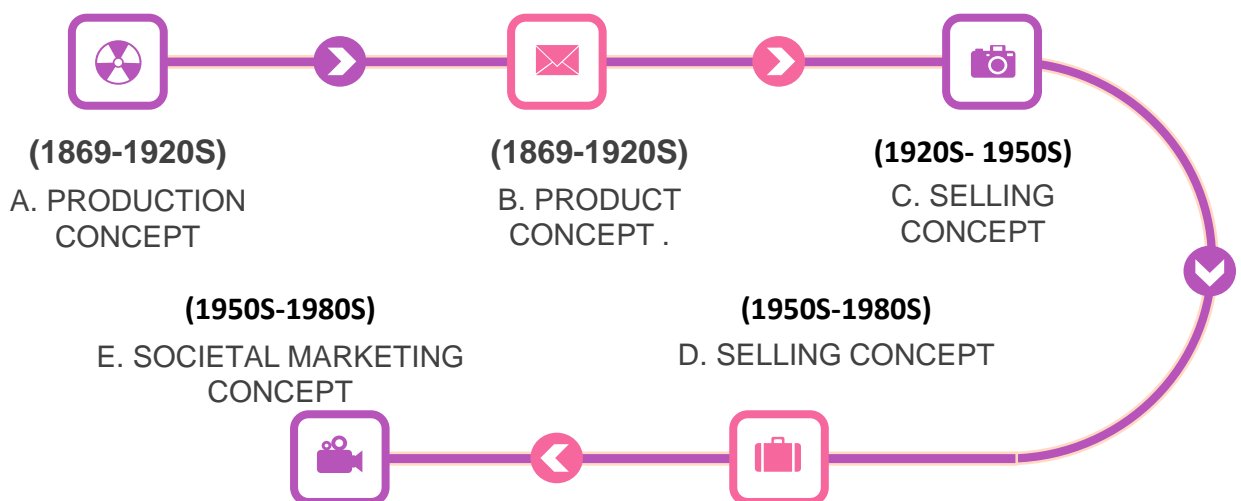 (1869-1920S)
A. PRODUCTION
CONCEPT
(1869-1920S)
B. PRODUCT
CONCEPT .
(1920S- 1950S)
C. SELLING
CONCEPT
(1950S-1980S)
D. SELLING CONCEPT
(1950S-1980S)
E. SOCIETAL MARKETING
CONCEPT